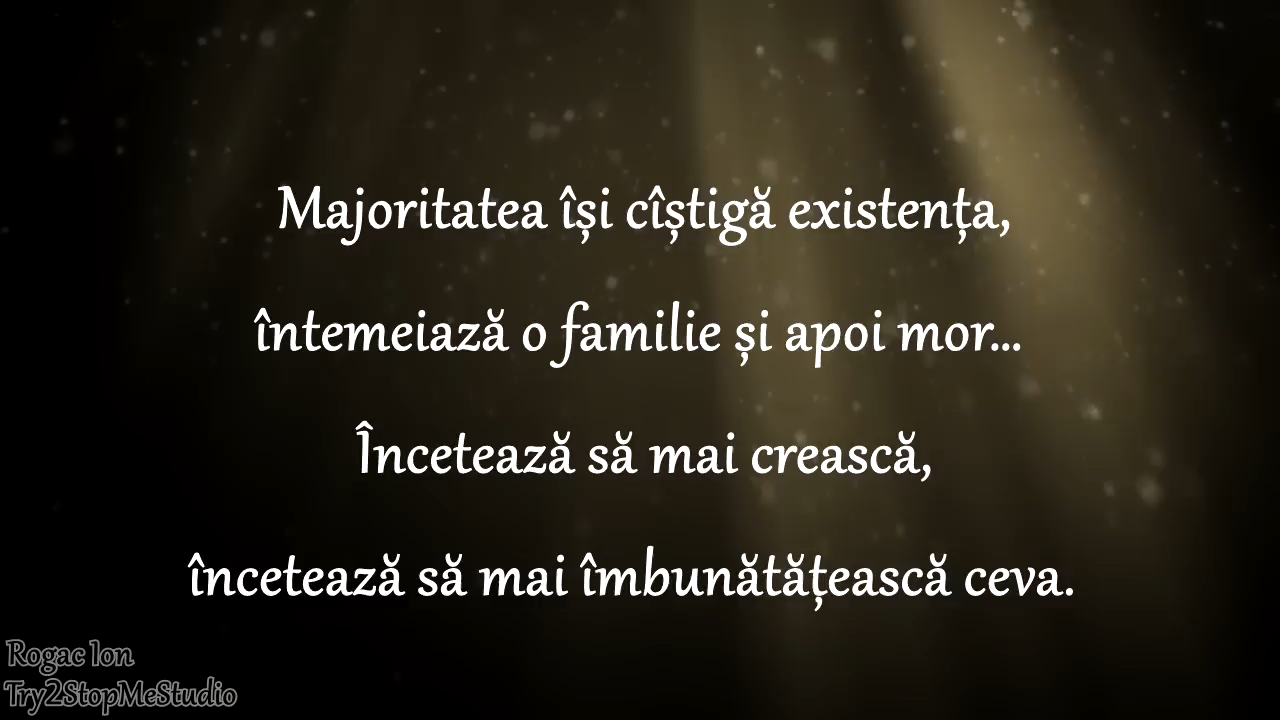 Majoritatea își cîștigă existența,
întemeiază o familie și apoi mor...
Încetează să mai crească,
încetează să mai îmbunătățească ceva.
Rogac Ion
Try2StopMeStudio